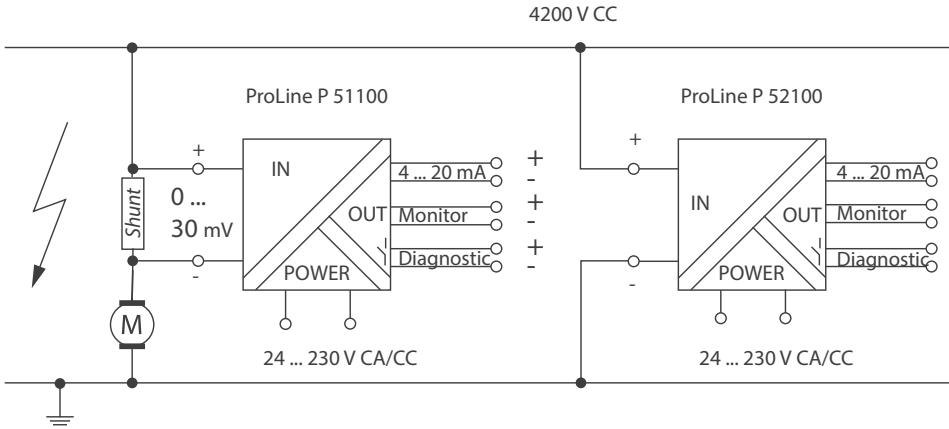 4200 V CC
ProLine P 51100
ProLine P 52100
+
IN
4 ... 20 mA
+
-
Shunt
0 ...
30 mV
OUT
Monitor
+
-
Diagnostic
+
-
-
POWER
M
24 ... 230 V CA/CC
+
IN
4 ... 20 mA
OUT
Monitor
Diagnostic
-
POWER
24 ... 230 V CA/CC